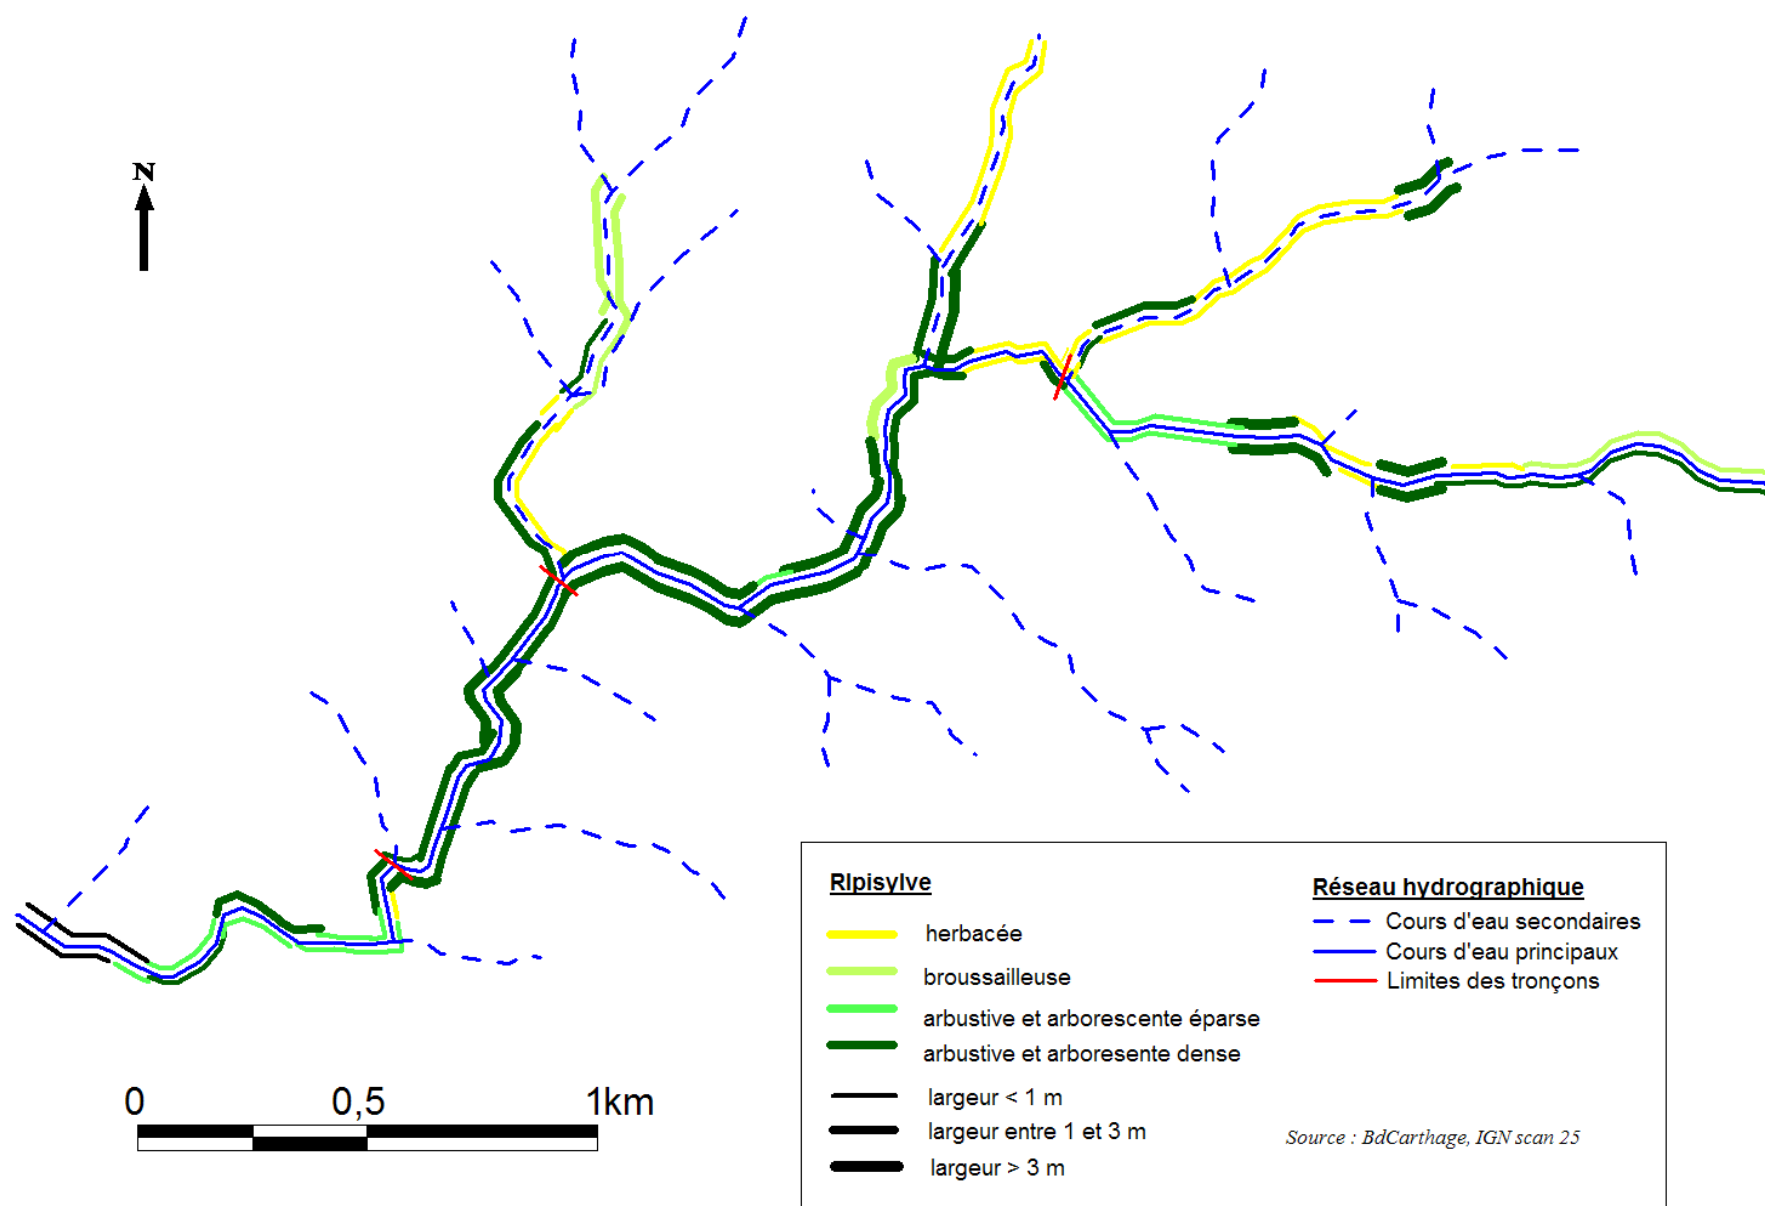 N
RIpisylve
herbacée
broussailleuse
arbustive et arborescente éparse
arbustive et arboresente dense
largeur < 1 m
largeur entre 1 et 3 m
largeur > 3 m
Réseau hydrographique
Cours d'eau secondaires
Cours d'eau principaux
Limites des tronçons
Source : BdCarthage, IGN scan 25
0 0,5 1km